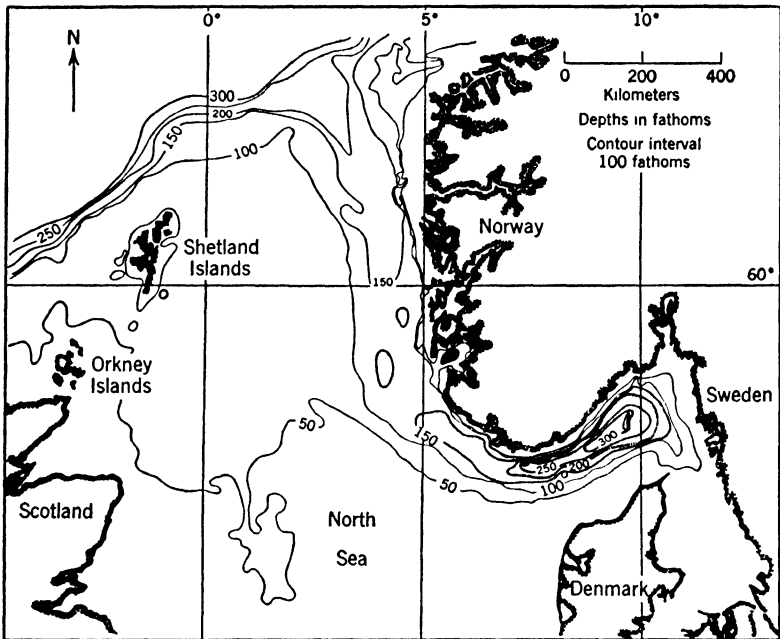 0°
5°
10°
N
0 200 400
Kilometers
Depths in fathoms
Contour interval
100 fathoms
300
200
150
100
250
Norway
Shetland
Islands
150
60°
Orkney
Islands
Sweden
50
150
300
250
200
100
50
Scotland
North
Sea
Denmark